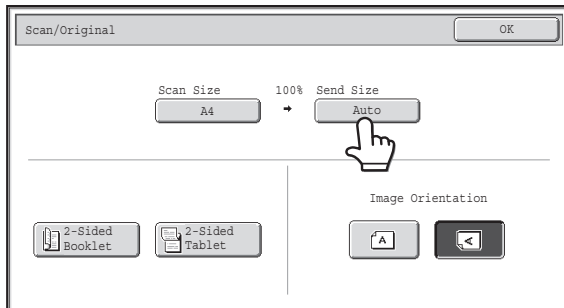 Scan/Original
OK
Scan Size
100%
Send Size
A4
Auto
2-Sided
Booklet
2-Sided
Tablet
Image Orientation
A
A